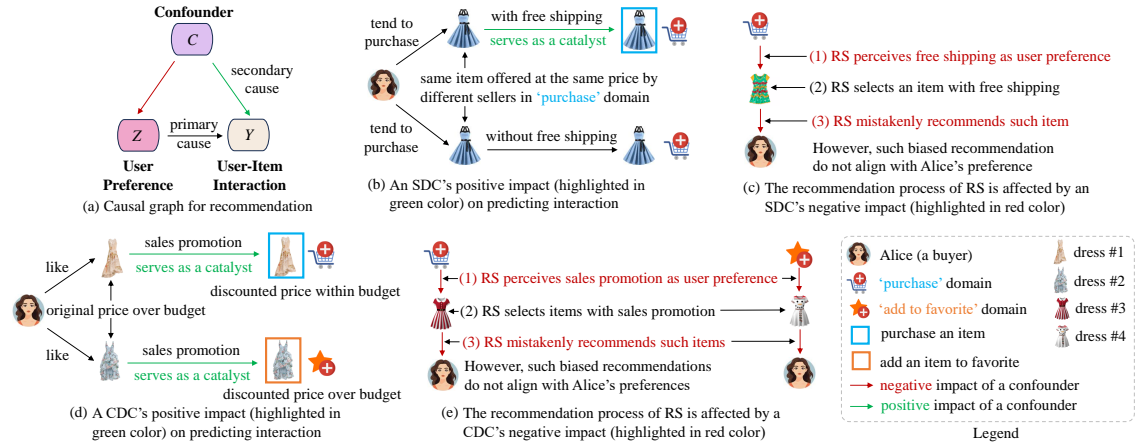 Confounder
C
secondary
cause
primary
cause
Z
Y
User
Preference
User-Item
Interaction
(a) Causal graph for recommendation
tend to
purchase
with free shipping
serves as a catalyst
same item offered at the same price by
different sellers in 'purchase' domain
tend to
purchase
without free shipping
(b) An SDC's positive impact (highlighted in
green color) on predicting interaction
(1) RS perceives free shipping as user preference
(2) RS selects an item with free shipping
(3) RS mistakenly recommends such item
However, such biased recommendation
do not align with Alice's preference
(c) The recommendation process of RS is affected by an
SDC's negative impact (highlighted in red color)
like
sales promotion
serves as a catalyst
discounted price within budget
original price over budget
like
sales promotion
serves as a catalyst
discounted price over budget
(d) A CDC's positive impact (highlighted in
green color) on predicting interaction
(1) RS perceives sales promotion as user preference
(2) RS selects items with sales promotion
(3) RS mistakenly recommends such items
However, such biased recommendations
do not align with Alice's preferences
(e) The recommendation process of RS is affected by a
CDC's negative impact (highlighted in red color)
Alice (a buyer)
'purchase' domain
'add to favorite' domain
purchase an item
add an item to favorite
negative impact of a confounder
positive impact of a confounder
dress #1
dress #2
dress #3
dress #4
Legend